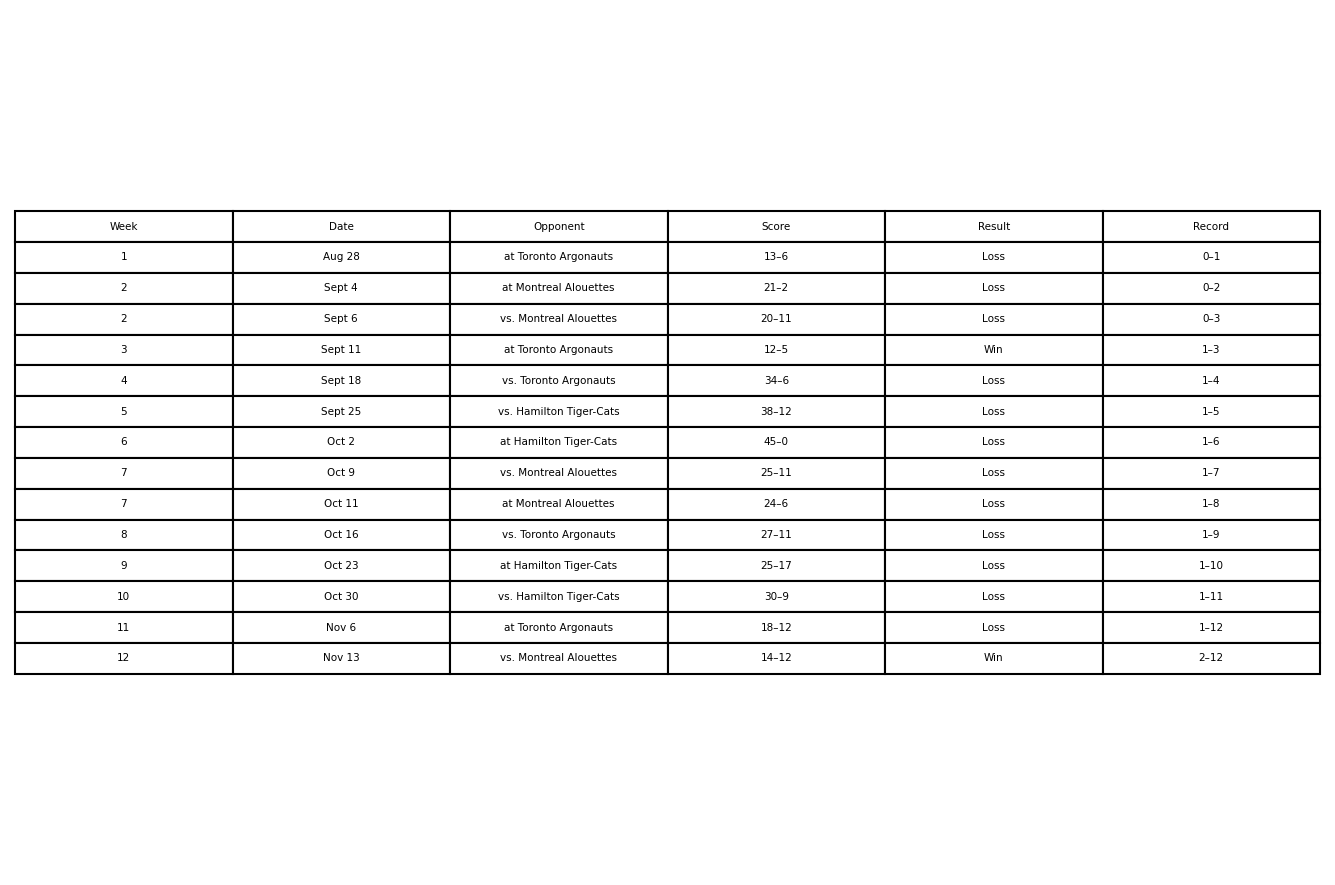 Week Date Opponent Score Result Record
1 Aug 28 at Toronto Argonauts 13–6 Loss 0–1
2 Sept 4 at Montreal Alouettes 21–2 Loss 0–2
2 Sept 6 vs. Montreal Alouettes 20–11 Loss 0–3
3 Sept 11 at Toronto Argonauts 12–5 Win 1–3
4 Sept 18 vs. Toronto Argonauts 34–6 Loss 1–4
5 Sept 25 vs. Hamilton Tiger-Cats 38–12 Loss 1–5
6 Oct 2 at Hamilton Tiger-Cats 45–0 Loss 1–6
7 Oct 9 vs. Montreal Alouettes 25–11 Loss 1–7
7 Oct 11 at Montreal Alouettes 24–6 Loss 1–8
8 Oct 16 vs. Toronto Argonauts 27–11 Loss 1–9
9 Oct 23 at Hamilton Tiger-Cats 25–17 Loss 1–10
10 Oct 30 vs. Hamilton Tiger-Cats 30–9 Loss 1–11
11 Nov 6 at Toronto Argonauts 18–12 Loss 1–12
12 Nov 13 vs. Montreal Alouettes 14–12 Win 2–12